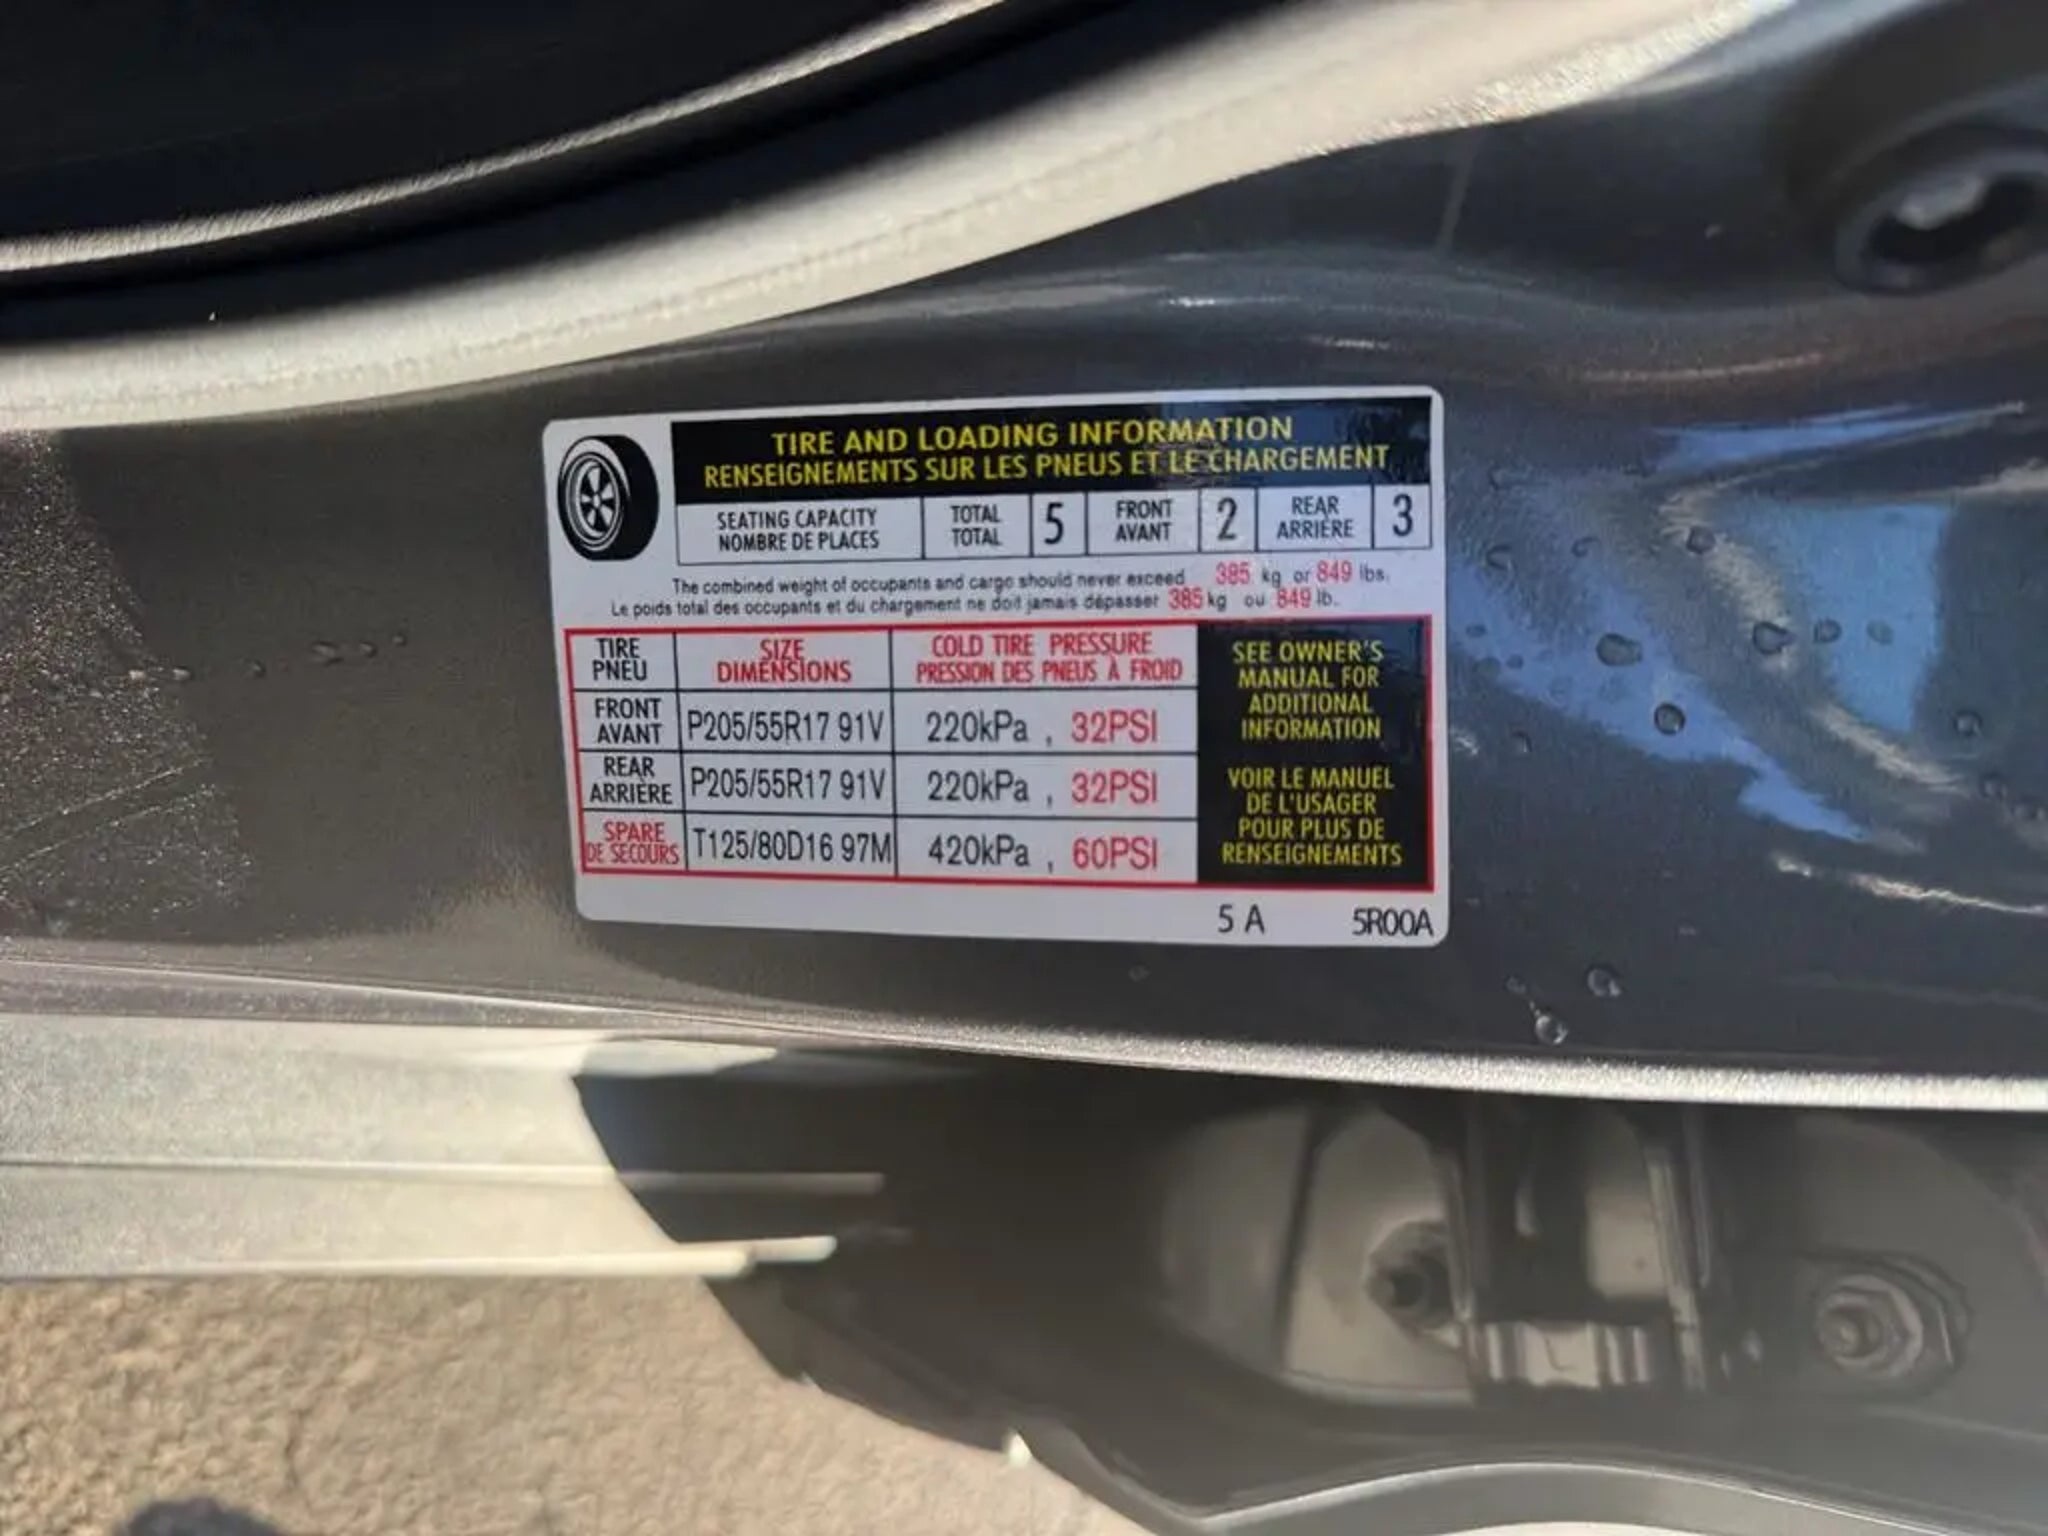 TIRE AND LOADING INFORMATION
RENSEIGNEMENTS SUR LES PNEUS ET LE CHARGEMENT
SEATING CAPACITY TOTAL 5 FRONT 2 REAR 3
NOMBRE DE PLACES TOTAL AVANT ARRIÈRE
The combined weight of occupants and cargo should never exceed 385 kg or 849 lbs.
Le poids total des occupants et du chargement ne doit jamais dépasser 385 kg ou 849 lb.
TIRE SIZE COLD TIRE PRESSURE
PNEU DIMENSIONS PRESSION DES PNEUS À FROID
FRONT
AVANT P205/55R17 91V 220kPa , 32PSI
REAR
ARRIÈRE P205/55R17 91V 220kPa , 32PSI
SPARE
DE SECOURS T125/80D16 97M 420kPa , 60PSI
SEE OWNER'S
MANUAL FOR
ADDITIONAL
INFORMATION
VOIR LE MANUEL
DE L'USAGER
POUR PLUS DE
RENSEIGNEMENTS
5 A 5R00A